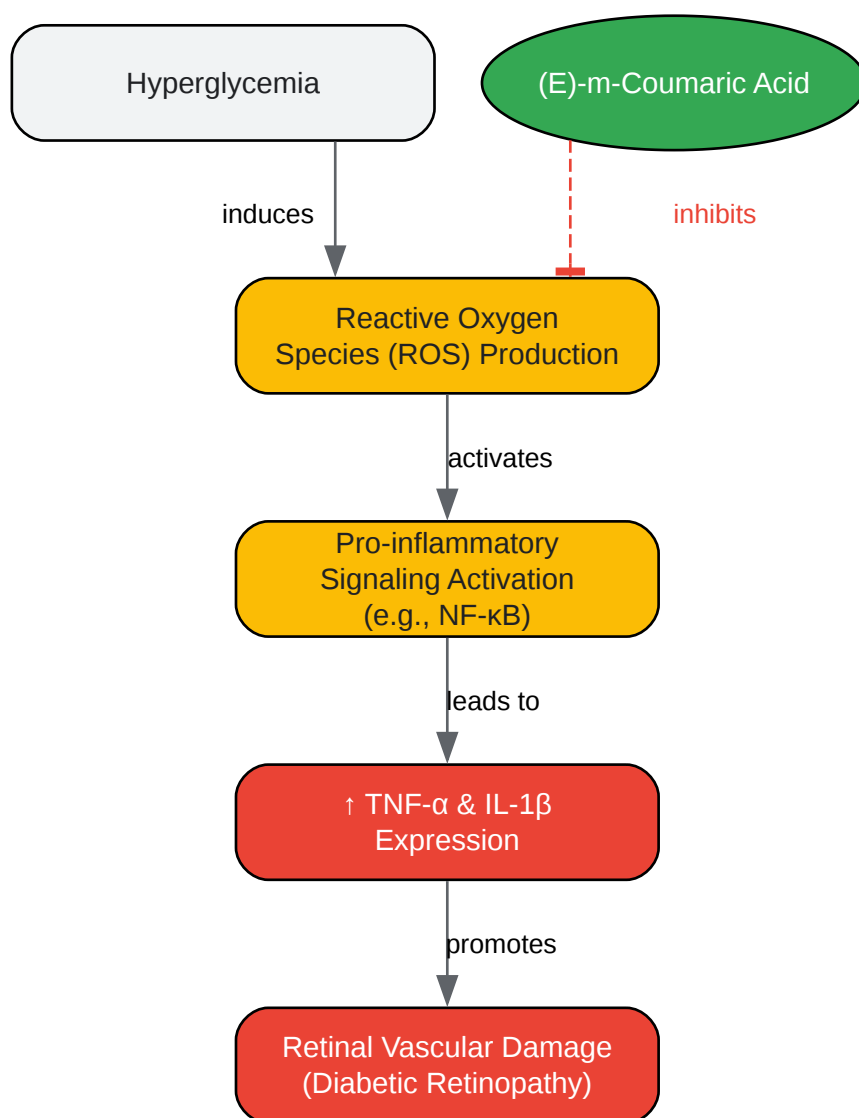 Hyperglycemia
(E)-m-Coumaric Acid
induces
inhibits
Reactive Oxygen
Species (ROS) Production
activates
Pro-inflammatory
Signaling Activation
(e.g., NF-κB)
leads to
↑ TNF-α & IL-1β
Expression
promotes
Retinal Vascular Damage
(Diabetic Retinopathy)